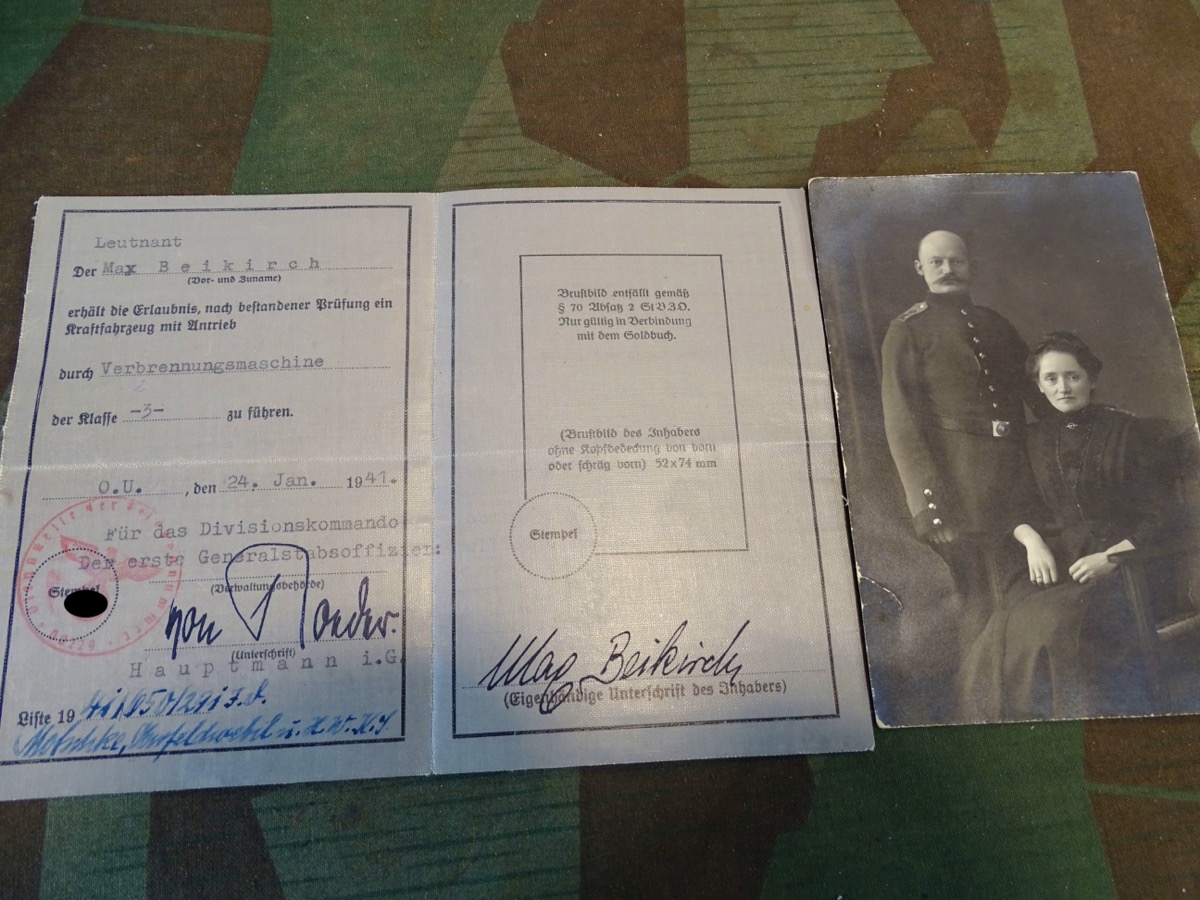 Leutnant
Der Max Beikirch
(Vor- und Zuname)
erhält die Erlaubnis, nach bestandener Prüfung ein
Kraftfahrzeug mit Antrieb
durch Verbrennungsmaschine
der Klasse -3- zu führen.
O.U. , den 24. Jan. 1941.
Für das Divisionskommando
Der erste Generalstabsoffizier:
(Verwaltungsbehörde)
Stempel
von
(Unterschrift)
Hauptmann i.G.
Liste 19
Brustbild entfällt gemäß
§ 70 Absatz 2 StVZO.
Nur gültig in Verbindung
mit dem Soldbuch.
(Brustbild des Inhabers
ohne Kopfbedeckung von vorn
oder schräg vorn) 52x74 mm
Stempel
Max Beikirch
(Eigenhändige Unterschrift des Inhabers)